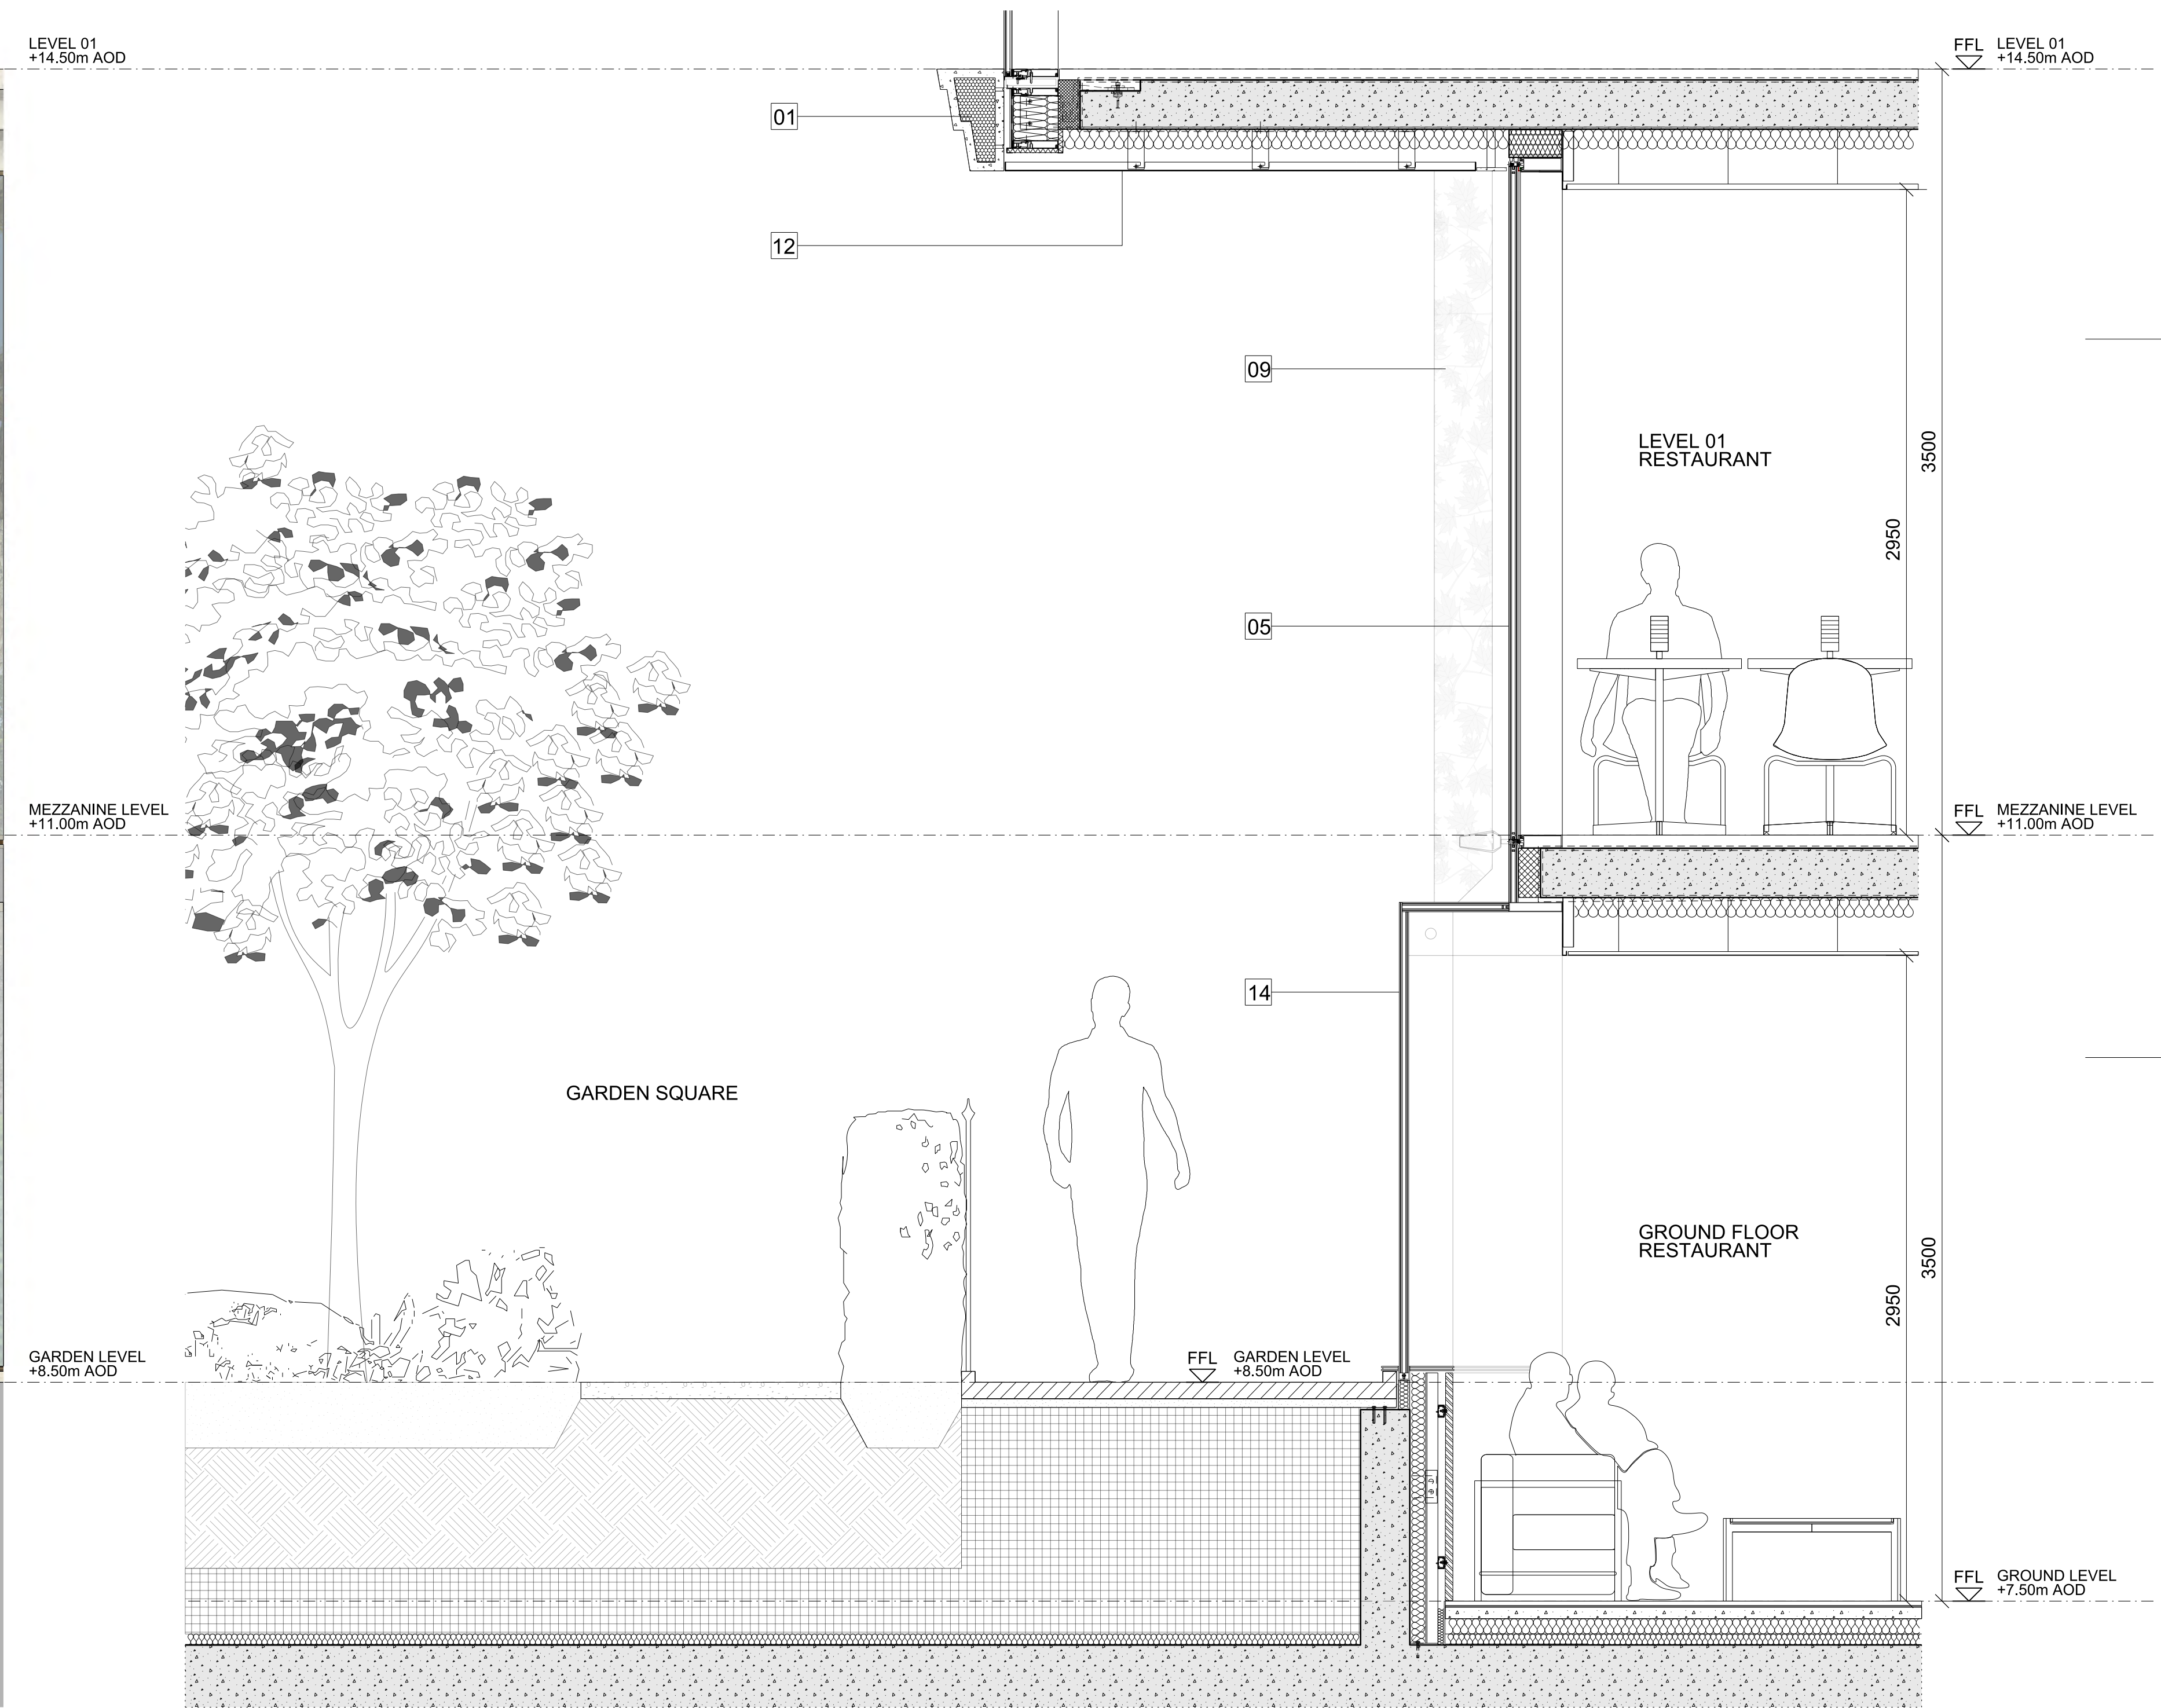 LEVEL 01
+14.50m AOD
FFL LEVEL 01
+14.50m AOD
01
12
09
LEVEL 01
RESTAURANT
3500
2950
05
MEZZANINE LEVEL
+11.00m AOD
FFL MEZZANINE LEVEL
+11.00m AOD
14
GARDEN SQUARE
GROUND FLOOR
RESTAURANT
3500
2950
GARDEN LEVEL
+8.50m AOD
FFL GARDEN LEVEL
+8.50m AOD
FFL GROUND LEVEL
+7.50m AOD